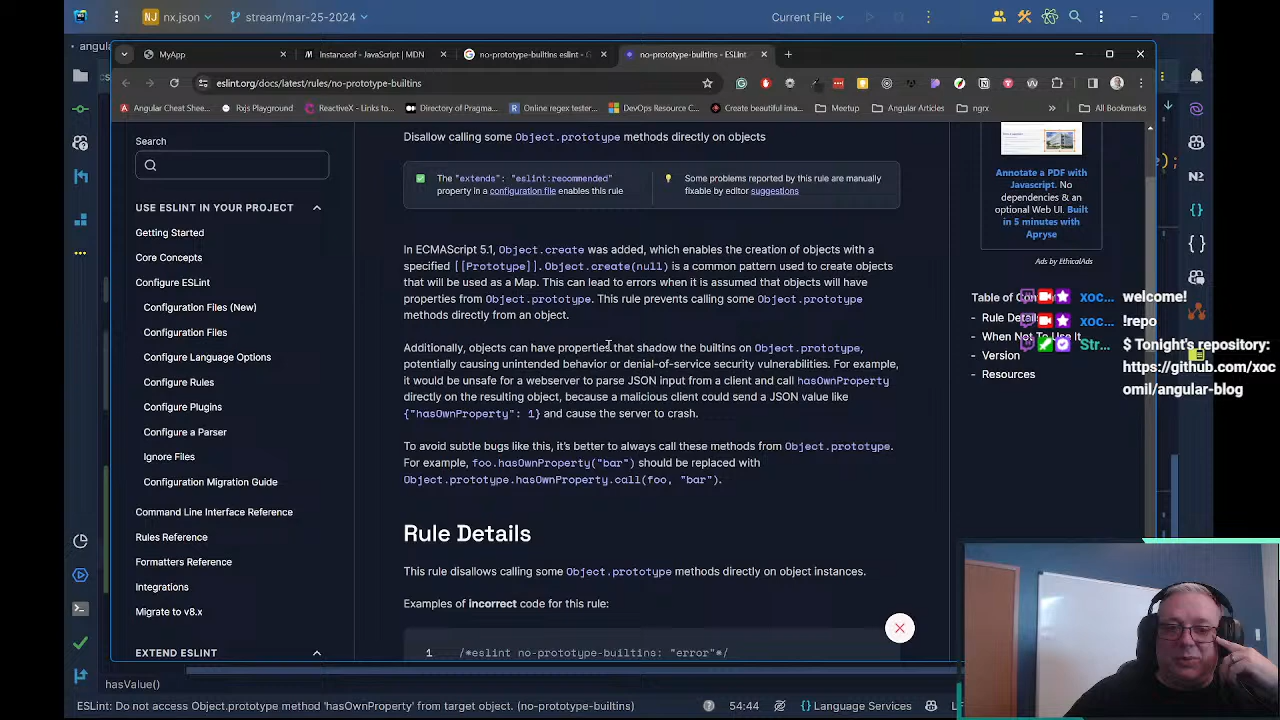 nx.json
stream/mar-25-2024
Current File
angula
MyApp
Instanceof - JavaScript | MDN
no-prototype-builtins eslint - G
no-prototype-builtins - ESLint
eslint.org/docs/latest/rules/no-prototype-builtins
Angular Cheat Shee...
Rxjs Playground
ReactiveX - Links to...
Directory of Pragma...
Online regex tester...
DevOps Resource C...
Create beautiful ima...
Meetup
Angular Articles
ngrx
All Bookmarks
Search
USE ESLINT IN YOUR PROJECT
Getting Started
Core Concepts
Configure ESLint
Configuration Files (New)
Configuration Files
Configure Language Options
Configure Rules
Configure Plugins
Configure a Parser
Ignore Files
Configuration Migration Guide
Command Line Interface Reference
Rules Reference
Formatters Reference
Integrations
Migrate to v8.x
EXTEND ESLINT
Disallow calling some Object.prototype methods directly on objects
The "extends": "eslint:recommended"
property in a configuration file enables this rule
Some problems reported by this rule are manually
fixable by editor suggestions
In ECMAScript 5.1, Object.create was added, which enables the creation of objects with a
specified [[Prototype]]. Object.create(null) is a common pattern used to create objects
that will be used as a Map. This can lead to errors when it is assumed that objects will have
properties from Object.prototype. This rule prevents calling some Object.prototype
methods directly from an object.
Additionally, objects can have properties that shadow the builtins on Object.prototype,
potentially causing unintended behavior or denial-of-service security vulnerabilities. For example,
it would be unsafe for a webserver to parse JSON input from a client and call hasOwnProperty
directly on the resulting object, because a malicious client could send a JSON value like
{"hasOwnProperty": 1} and cause the server to crash.
To avoid subtle bugs like this, it's better to always call these methods from Object.prototype.
For example, foo.hasOwnProperty("bar") should be replaced with
Object.prototype.hasOwnProperty.call(foo, "bar").
Rule Details
This rule disallows calling some Object.prototype methods directly on object instances.
Examples of incorrect code for this rule:
1 /*eslint no-prototype-builtins: "error"*/
Annotate a PDF with
Javascript. No
dependencies & an
optional Web UI. Built
in 5 minutes with
Apryse
Ads by EthicalAds
Table of Con
- Rule Details
- When Not To Use It
- Version
- Resources
xoc... welcome!
xoc... !repo
Str... $ Tonight's repository:
https://github.com/xoc
omil/angular-blog
hasValue()
ESLint: Do not access Object.prototype method 'hasOwnProperty' from target object. (no-prototype-builtins)
54:44
Language Services